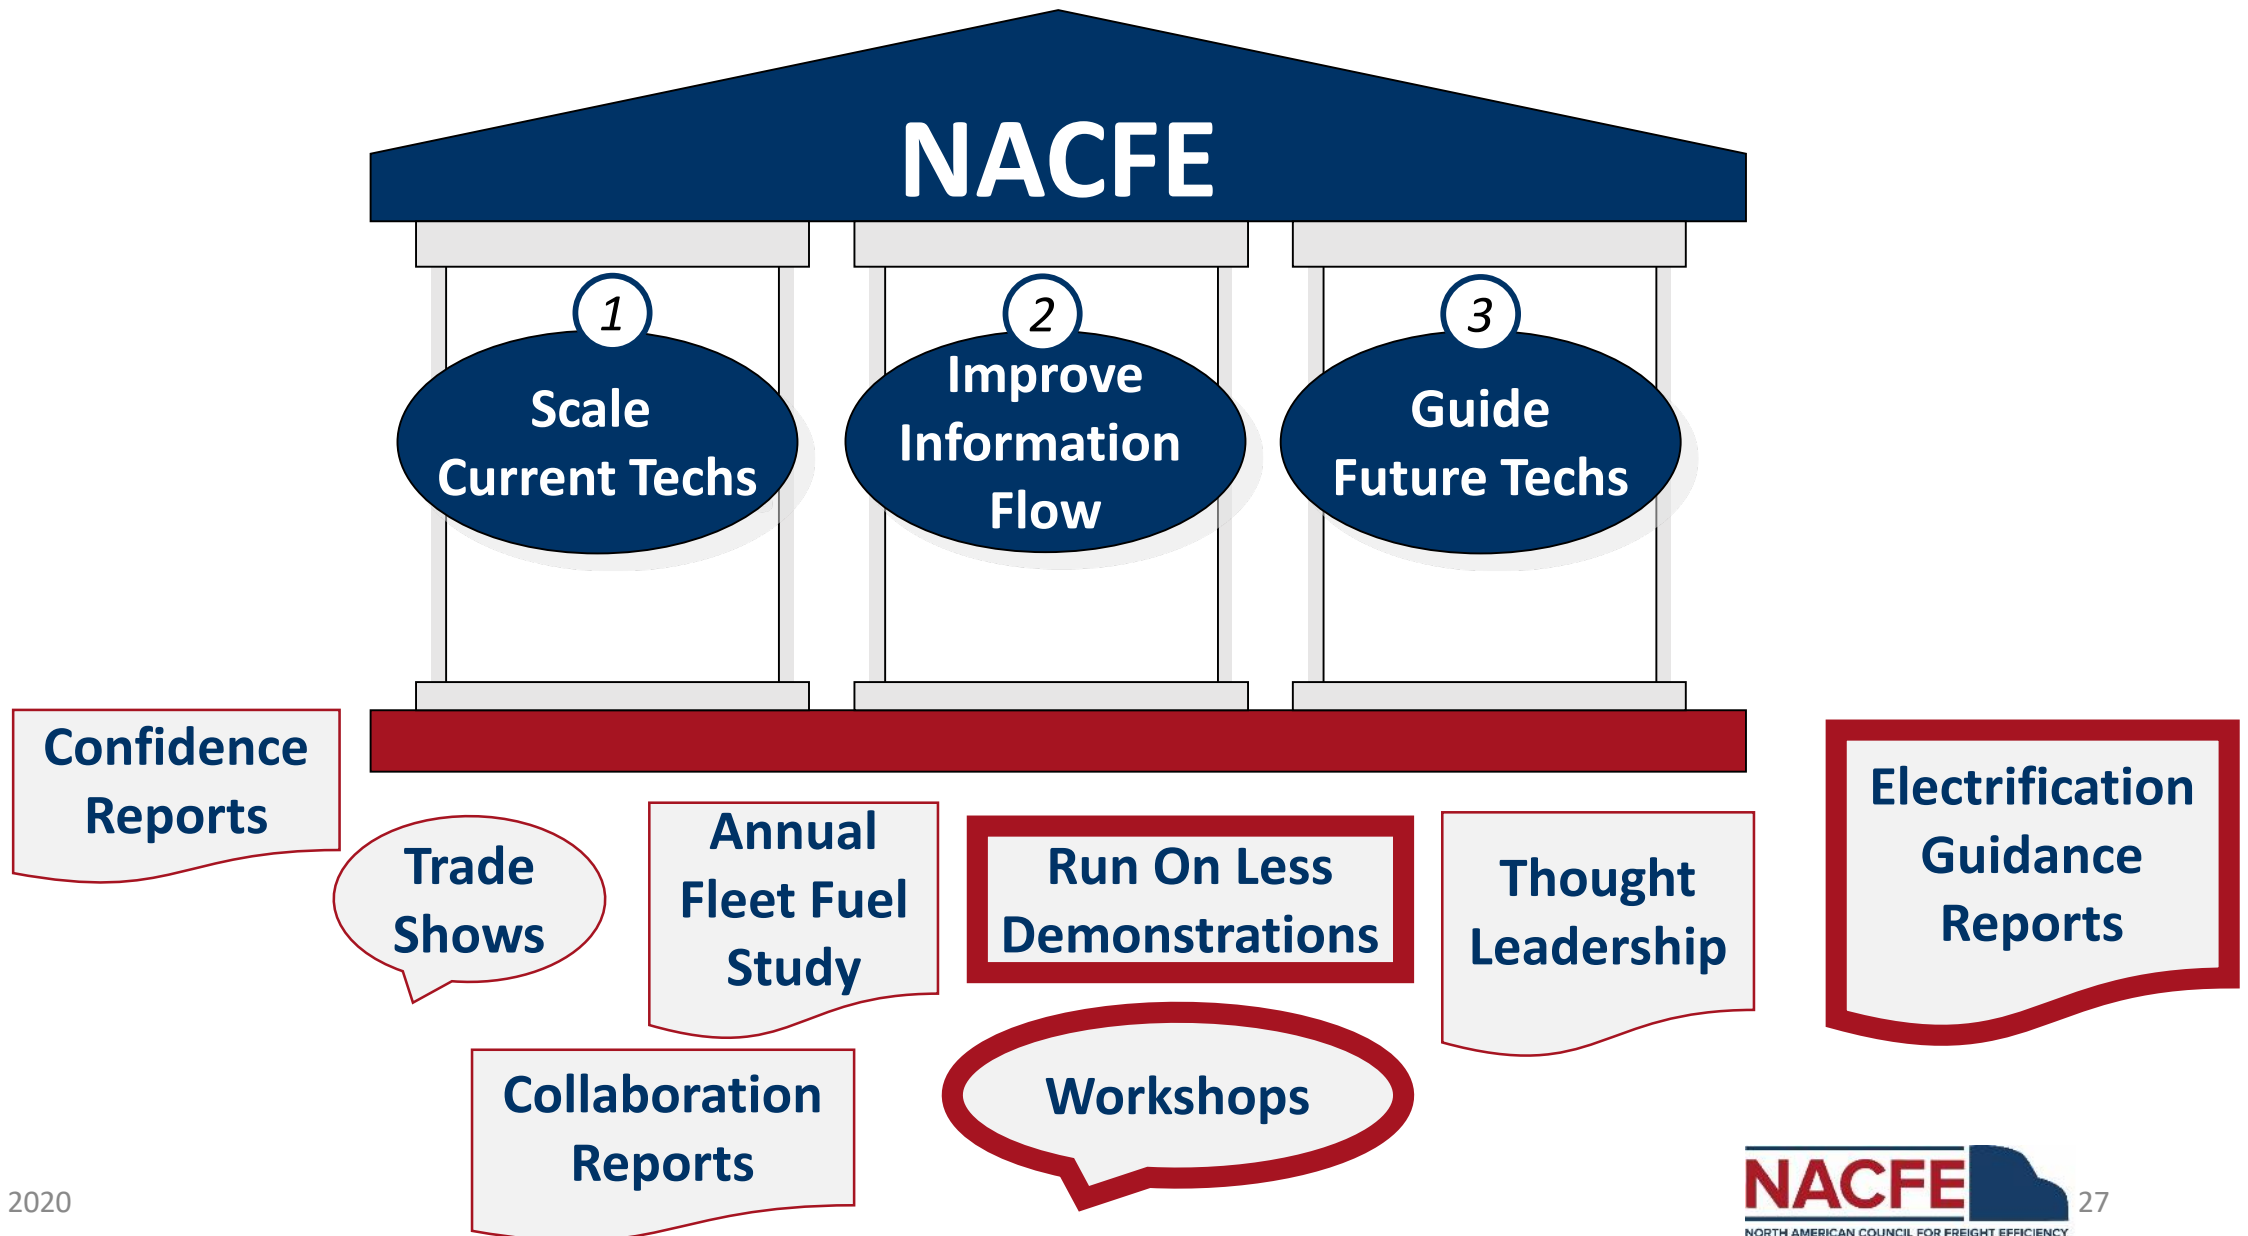 NACFE
1
Scale
Current Techs
2
Improve
Information
Flow
3
Guide
Future Techs
Confidence
Reports
Trade
Shows
Annual
Fleet Fuel
Study
Run On Less
Demonstrations
Thought
Leadership
Electrification
Guidance
Reports
Collaboration
Reports
Workshops
2020
NACFE
NORTH AMERICAN COUNCIL FOR FREIGHT EFFICIENCY
27